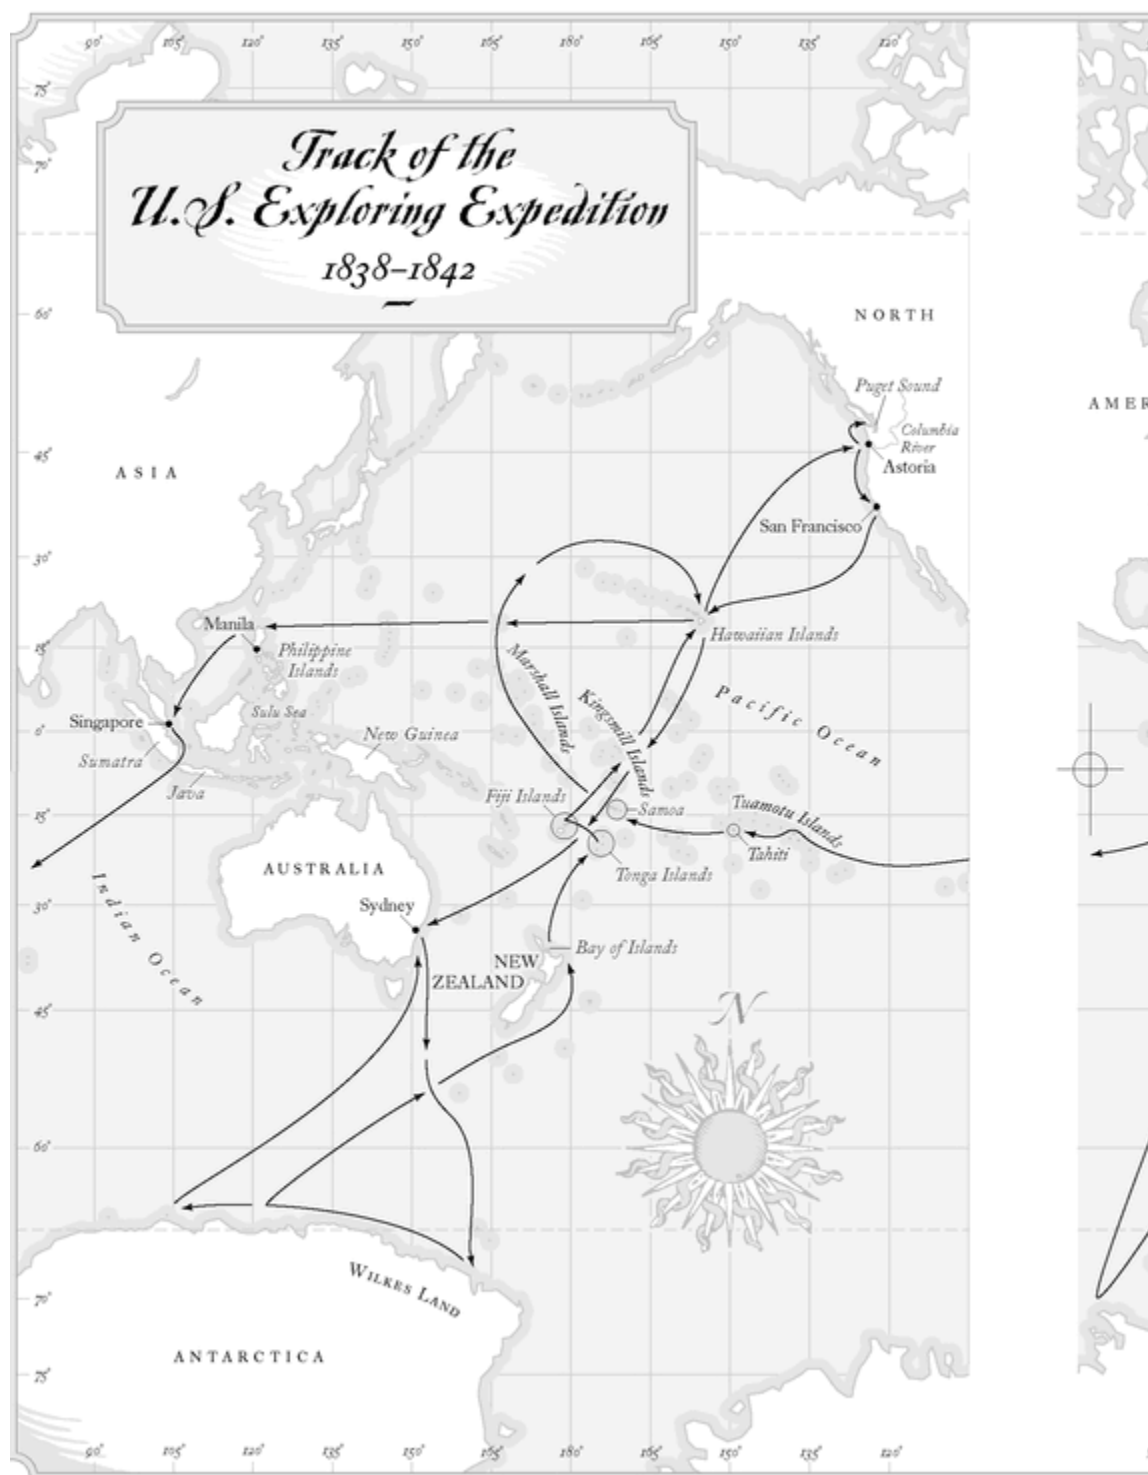 90° 105° 120° 135° 150° 165° 180° 165° 150° 135° 120°
75°
Track of the
U.S. Exploring Expedition
1838–1842
70°
60°
NORTH
Puget Sound
AMER
Columbia
River
45°
ASIA
Astoria
San Francisco
30°
Manila
Hawaiian Islands
15°
Philippine
Islands
Marshall Islands
Kingsmill Islands
Pacific Ocean
Sulu Sea
Singapore
0°
New Guinea
Sumatra
Java
Fiji Islands
Samoa
Tuamotu Islands
15°
Tahiti
AUSTRALIA
Tonga Islands
Indian Ocean
30°
Sydney
Bay of Islands
NEW
ZEALAND
45°
N
60°
WILKES LAND
70°
ANTARCTICA
75°
90° 105° 120° 135° 150° 165° 180° 165° 150° 135° 120°